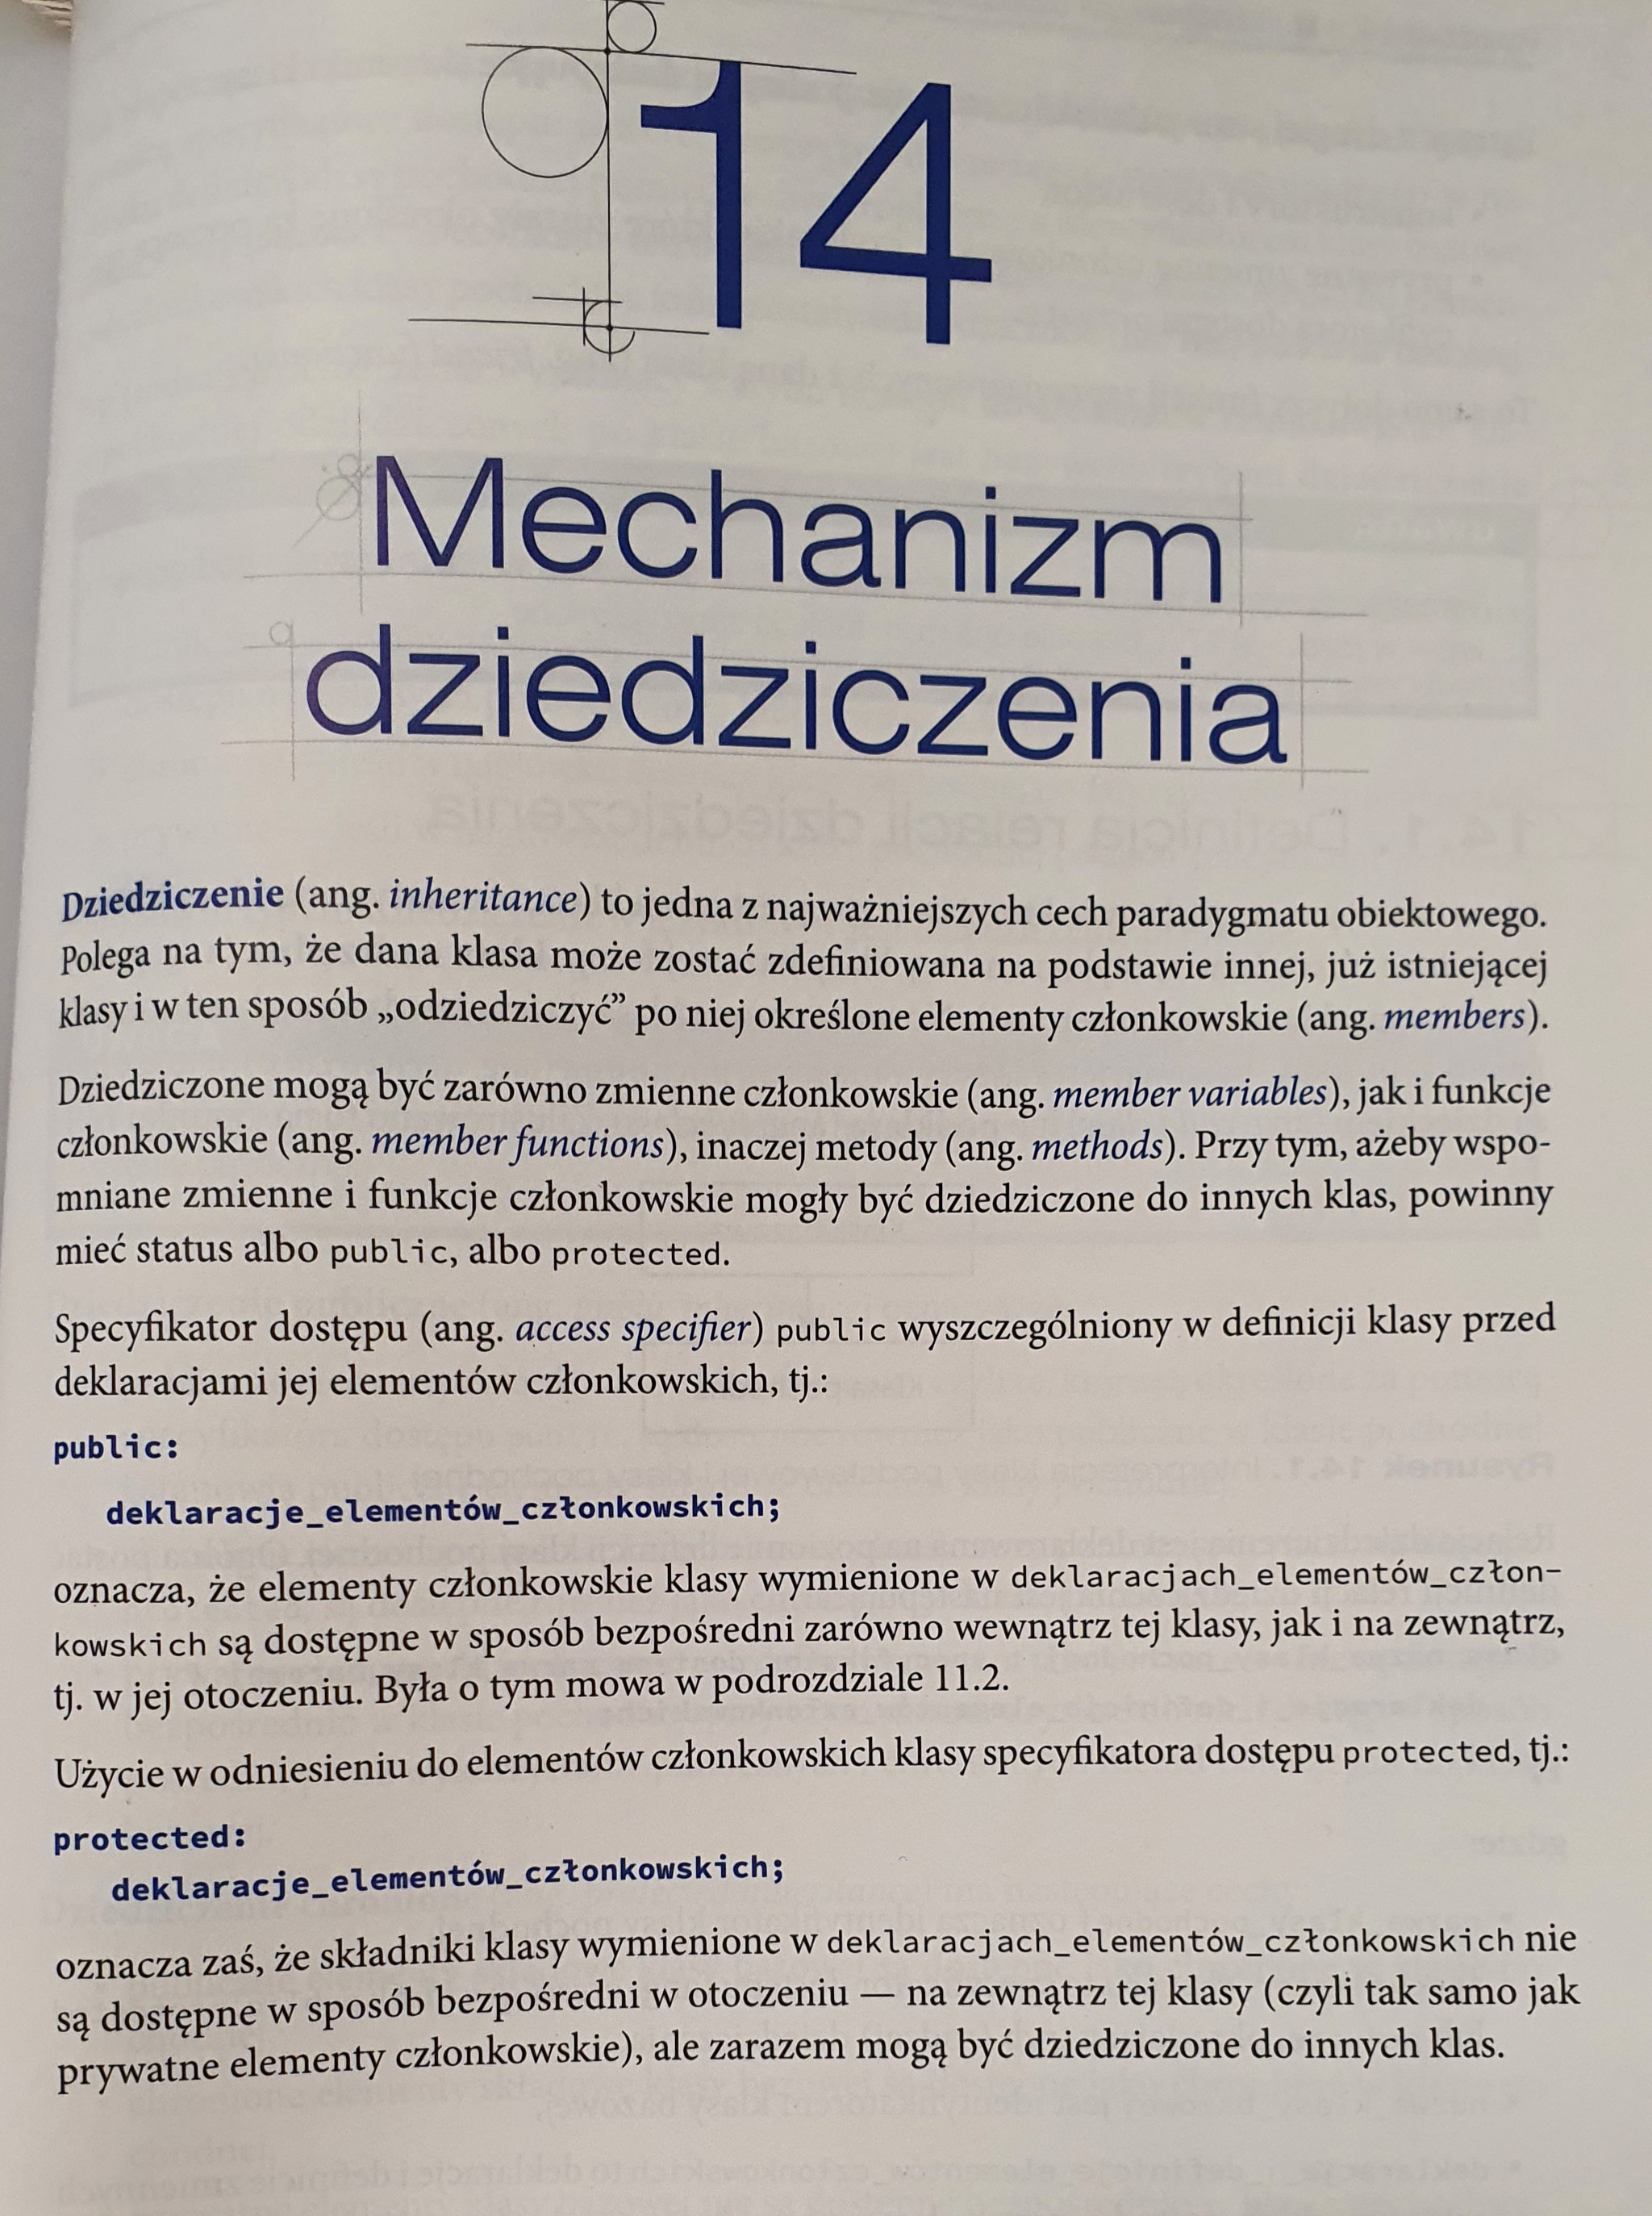 14
Mechanizm
dziedziczenia
Dziedziczenie (ang. inheritance) to jedna z najważniejszych cech paradygmatu obiektowego.
Polega na tym, że dana klasa może zostać zdefiniowana na podstawie innej, już istniejącej
klasy i w ten sposób „odziedziczyć” po niej określone elementy członkowskie (ang. members).
Dziedziczone mogą być zarówno zmienne członkowskie (ang. member variables), jak i funkcje
członkowskie (ang. member functions), inaczej metody (ang. methods). Przy tym, ażeby wspo-
mniane zmienne i funkcje członkowskie mogły być dziedziczone do innych klas, powinny
mieć status albo public, albo protected.
Specyfikator dostępu (ang. access specifier) public wyszczególniony w definicji klasy przed
deklaracjami jej elementów członkowskich, tj.:
public:
deklaracje_elementów_członkowskich;
oznacza, że elementy członkowskie klasy wymienione w deklaracjach_elementów_człon-
kowskich są dostępne w sposób bezpośredni zarówno wewnątrz tej klasy, jak i na zewnątrz,
tj. w jej otoczeniu. Była o tym mowa w podrozdziale 11.2.
Użycie w odniesieniu do elementów członkowskich klasy specyfikatora dostępu protected, tj.:
protected:
deklaracje_elementów_członkowskich;
oznacza zaś, że składniki klasy wymienione w deklaracjach_elementów_członkowskich nie
są dostępne w sposób bezpośredni w otoczeniu — na zewnątrz tej klasy (czyli tak samo jak
prywatne elementy członkowskie), ale zarazem mogą być dziedziczone do innych klas.